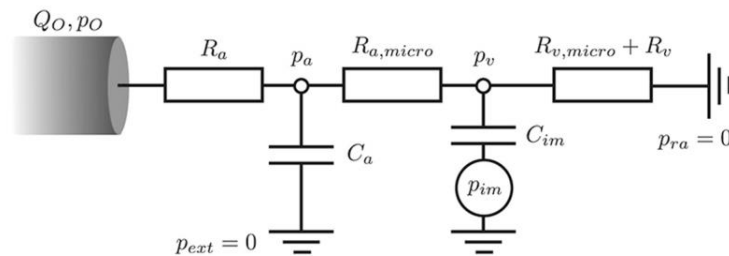 Q_O, p_O
R_a
p_a
R_{a,micro}
p_v
R_{v,micro} + R_v
C_a
C_{im}
p_{im}
p_{ra} = 0
p_{ext} = 0